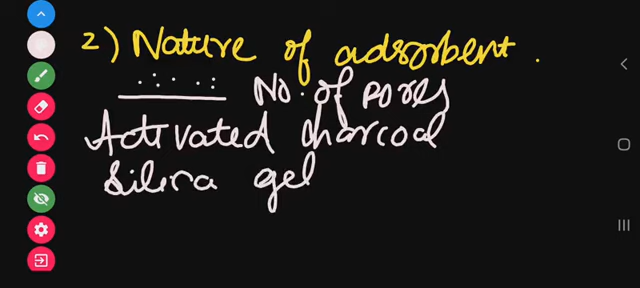 2) Nature of adsorbent.
No. of Pores
Activated charcoal
Silica gel